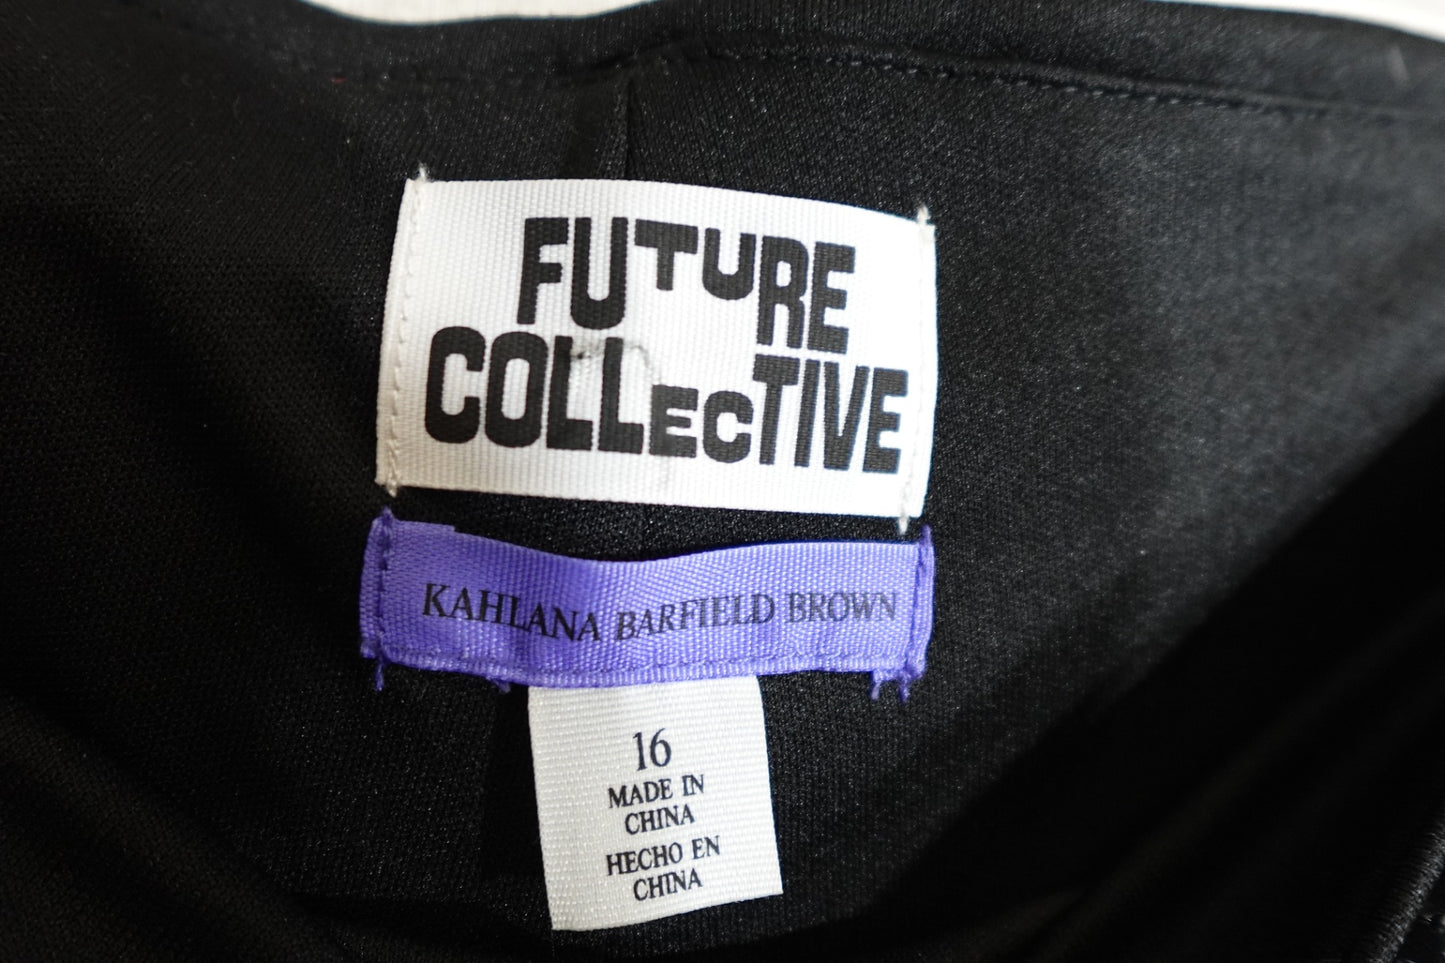 FUTURE
COLLECTIVE
KAHLANA BARFIELD BROWN
16
MADE IN
CHINA
HECHO EN
CHINA